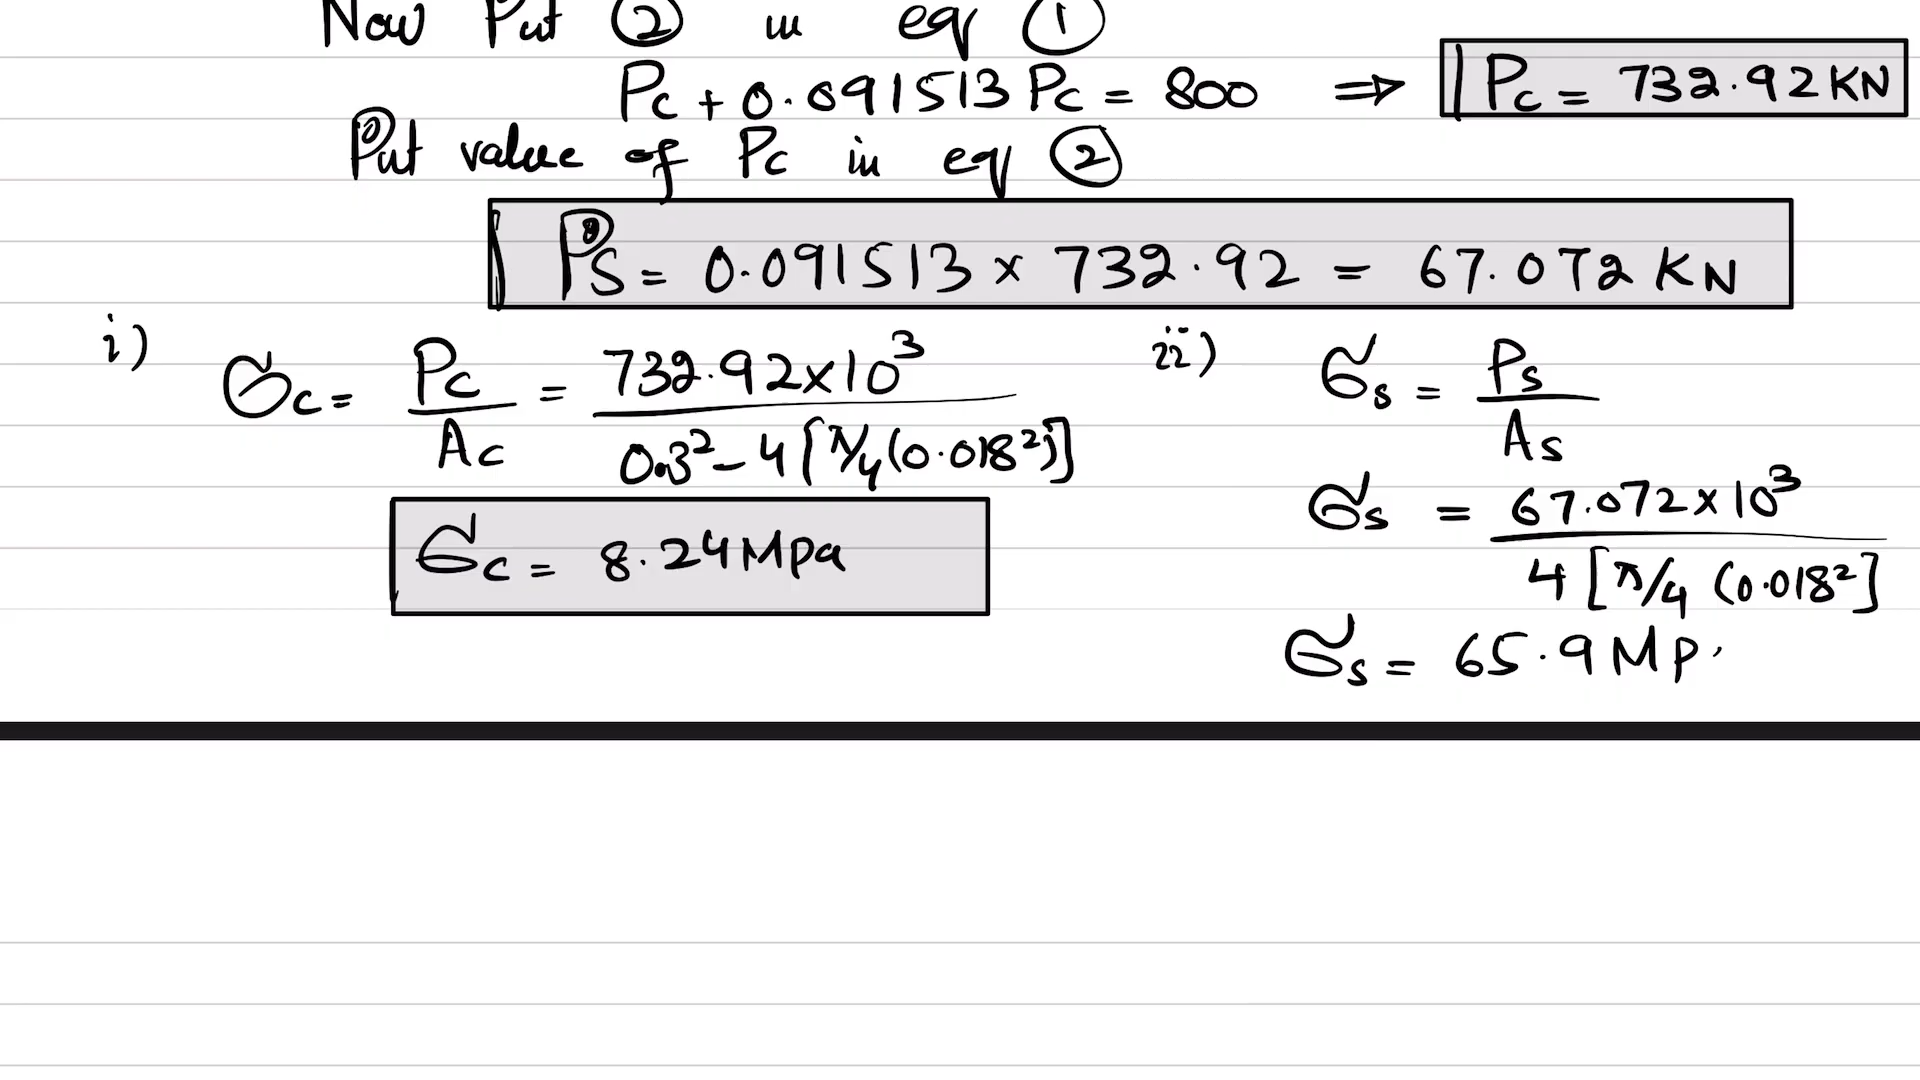 Now Put ② in eq ①
Pc + 0.091513 Pc = 800 ⇒ Pc = 732.92 KN
Put value of Pc in eq ②
Ps = 0.091513 × 732.92 = 67.072 KN
i) σc = Pc/Ac = 732.92×10³ / 0.3² - 4[π/4(0.018²)]
σc = 8.24 Mpa
ii) σs = Ps/As
σs = 67.072×10³ / 4[π/4 (0.018²]
σs = 65.9 MP